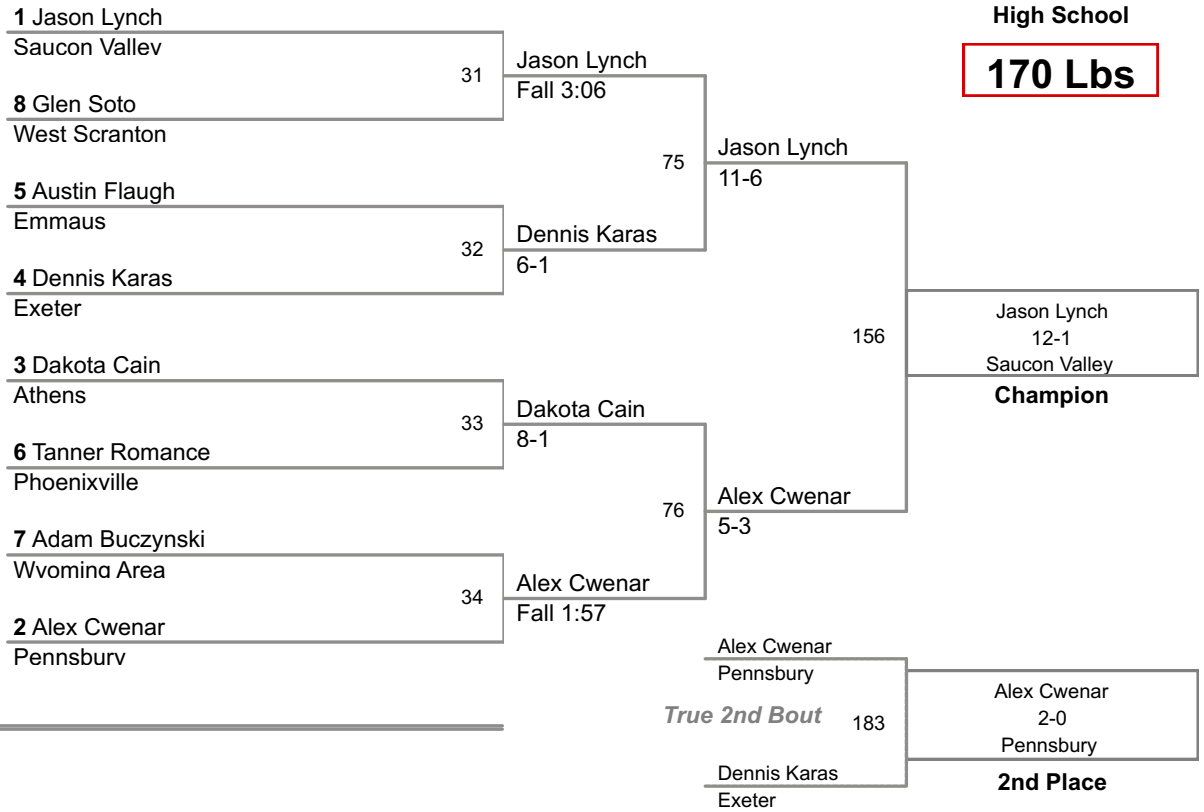 1 Jason Lynch
Saucon Valley
31
8 Glen Soto
West Scranton
5 Austin Flaugh
Emmaus
32
4 Dennis Karas
Exeter
3 Dakota Cain
Athens
33
6 Tanner Romance
Phoenixville
7 Adam Buczynski
Wyoming Area
34
2 Alex Cwenar
Pennsbury
Jason Lynch
Fall 3:06
75
Dennis Karas
6-1
Dakota Cain
8-1
76
Alex Cwenar
Fall 1:57
Jason Lynch
11-6
156
Alex Cwenar
5-3
High School
170 Lbs
Jason Lynch
12-1
Saucon Valley
Champion
Alex Cwenar
Pennsbury
True 2nd Bout 183
Dennis Karas
Exeter
Alex Cwenar
2-0
Pennsbury
2nd Place